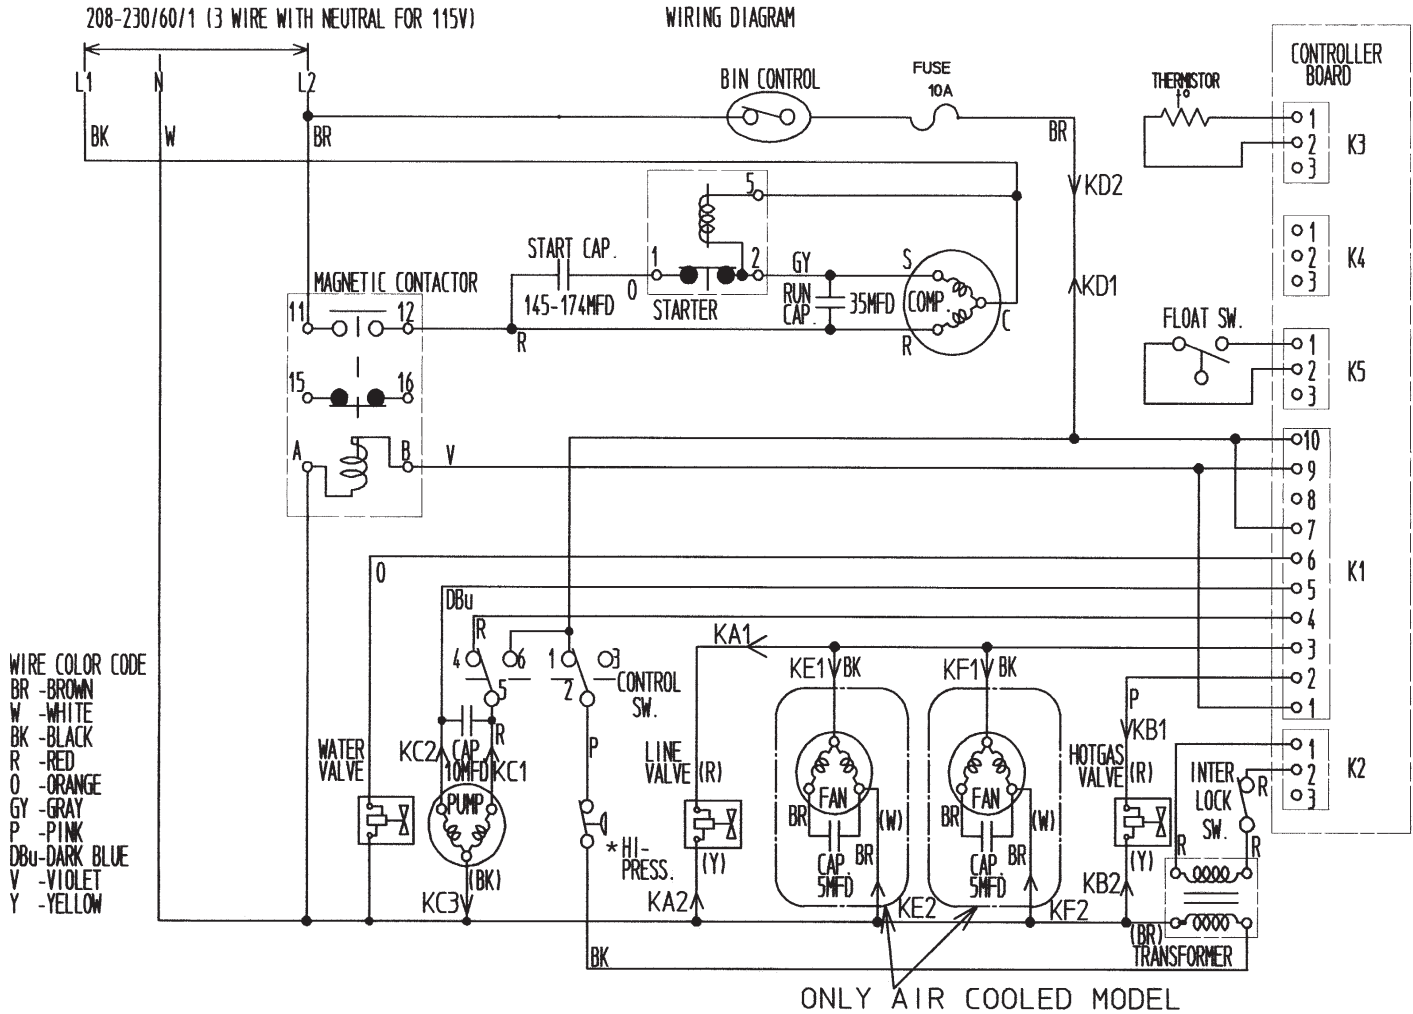 208-230/60/1 (3 WIRE WITH NEUTRAL FOR 115V)
WIRING DIAGRAM
L1
N
L2
BK
W
BR
BIN CONTROL
FUSE
10A
BR
KD2
KD1
THERMISTOR
to
CONTROLLER
BOARD
1
2
3
K3
1
2
3
K4
FLOAT SW.
1
2
3
K5
5
START CAP.
1
2
O
145-174MFD
STARTER
GY
RUN
CAP.
35MFD
S
COMP.
R
C
MAGNETIC CONTACTOR
11
12
R
15
16
A
B
V
10
9
8
7
6
5
4
3
2
1
K1
O
DBu
R
4
6
1
3
5
2
CONTROL
SW.
KA1
KE1
BK
KF1
BK
P
KB1
WIRE COLOR CODE
BR -BROWN
W -WHITE
BK -BLACK
R -RED
O -ORANGE
GY -GRAY
P -PINK
DBu-DARK BLUE
V -VIOLET
Y -YELLOW
WATER
VALVE
KC2
CAP
10MFD
R
KC1
PUMP
(BK)
KC3
P
*HI-
PRESS.
BK
LINE
VALVE
(R)
(Y)
KA2
FAN
BR
CAP.
5MFD
BR
(W)
KE2
FAN
BR
CAP.
5MFD
BR
(W)
KF2
HOTGAS
VALVE
(R)
(Y)
KB2
(BR)
INTER
LOCK
SW.
R
R
R
1
2
3
K2
TRANSFORMER
ONLY AIR COOLED MODEL